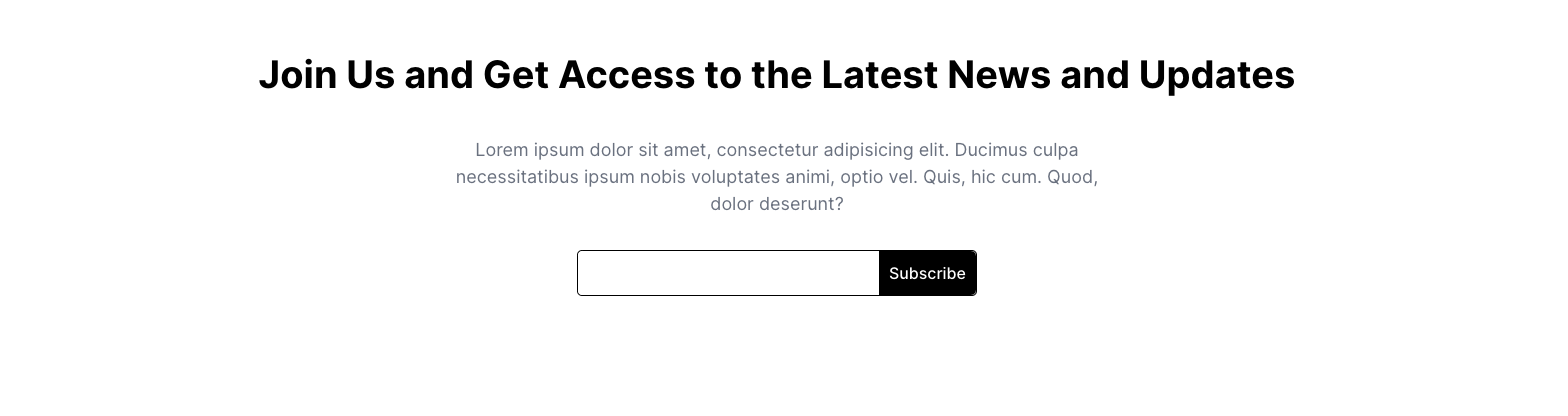 Join Us and Get Access to the Latest News and Updates
Lorem ipsum dolor sit amet, consectetur adipisicing elit. Ducimus culpa
necessitatibus ipsum nobis voluptates animi, optio vel. Quis, hic cum. Quod,
dolor deserunt?
Subscribe